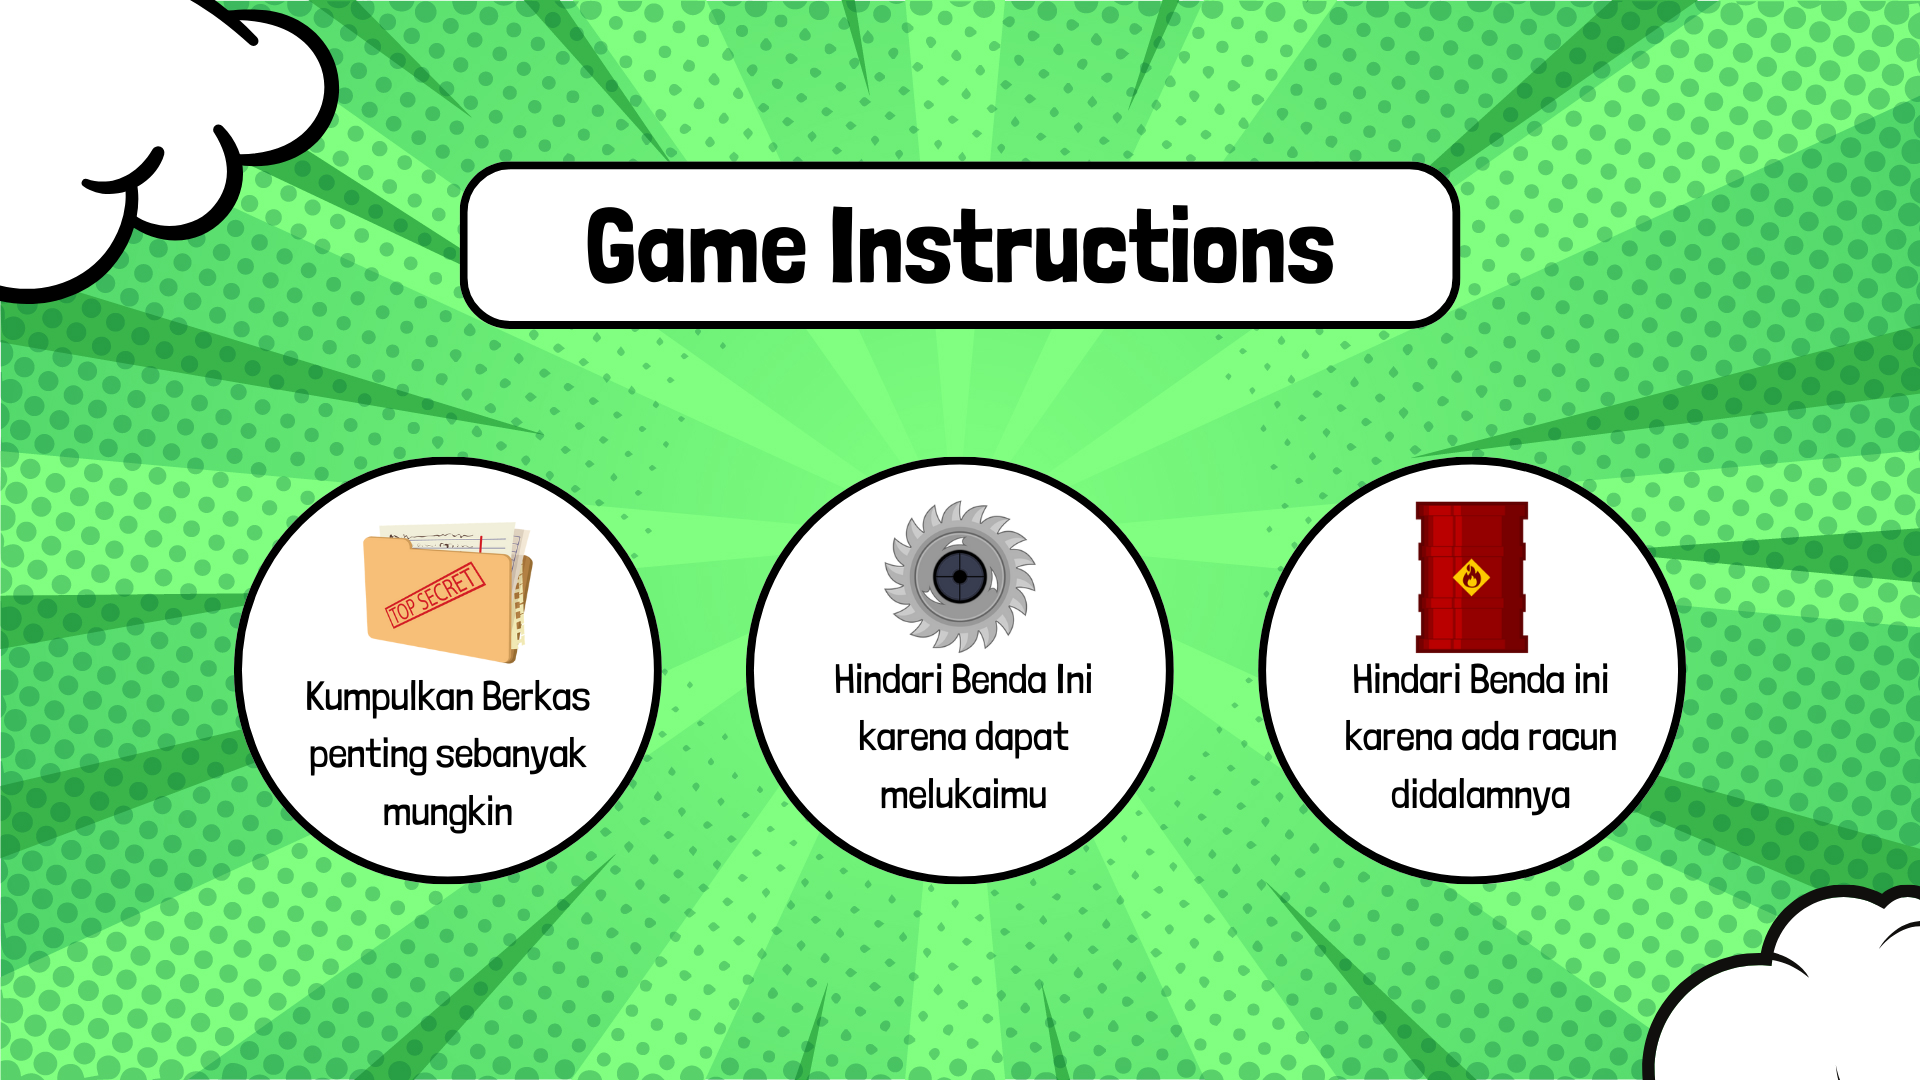 Game Instructions
TOP SECRET
Kumpulkan Berkas
penting sebanyak
mungkin
Hindari Benda Ini
karena dapat
melukaimu
Hindari Benda ini
karena ada racun
didalamnya